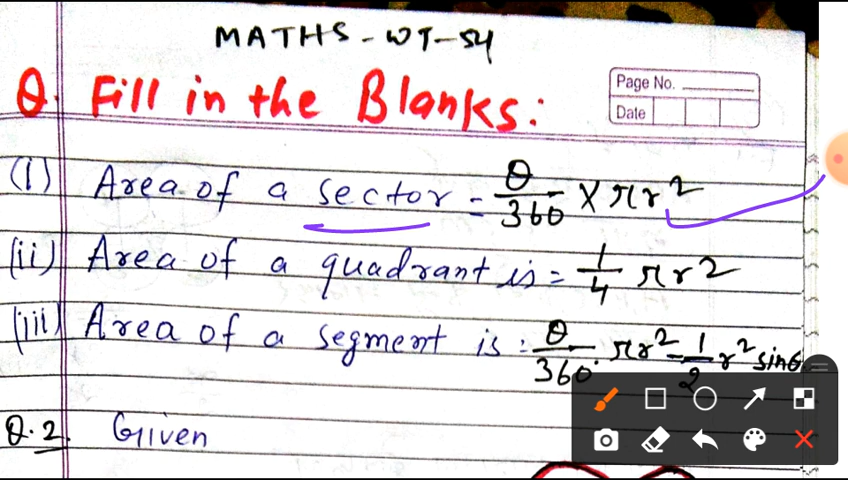 MATHS-WT-54
Page No.
Date
Q. Fill in the Blanks:
(i) Area of a sector = θ/360 × πr²
(ii) Area of a quadrant is = 1/4 πr²
(iii) Area of a segment is : θ/360° πr² - 1/2 r² sinθ
Q.2. Given